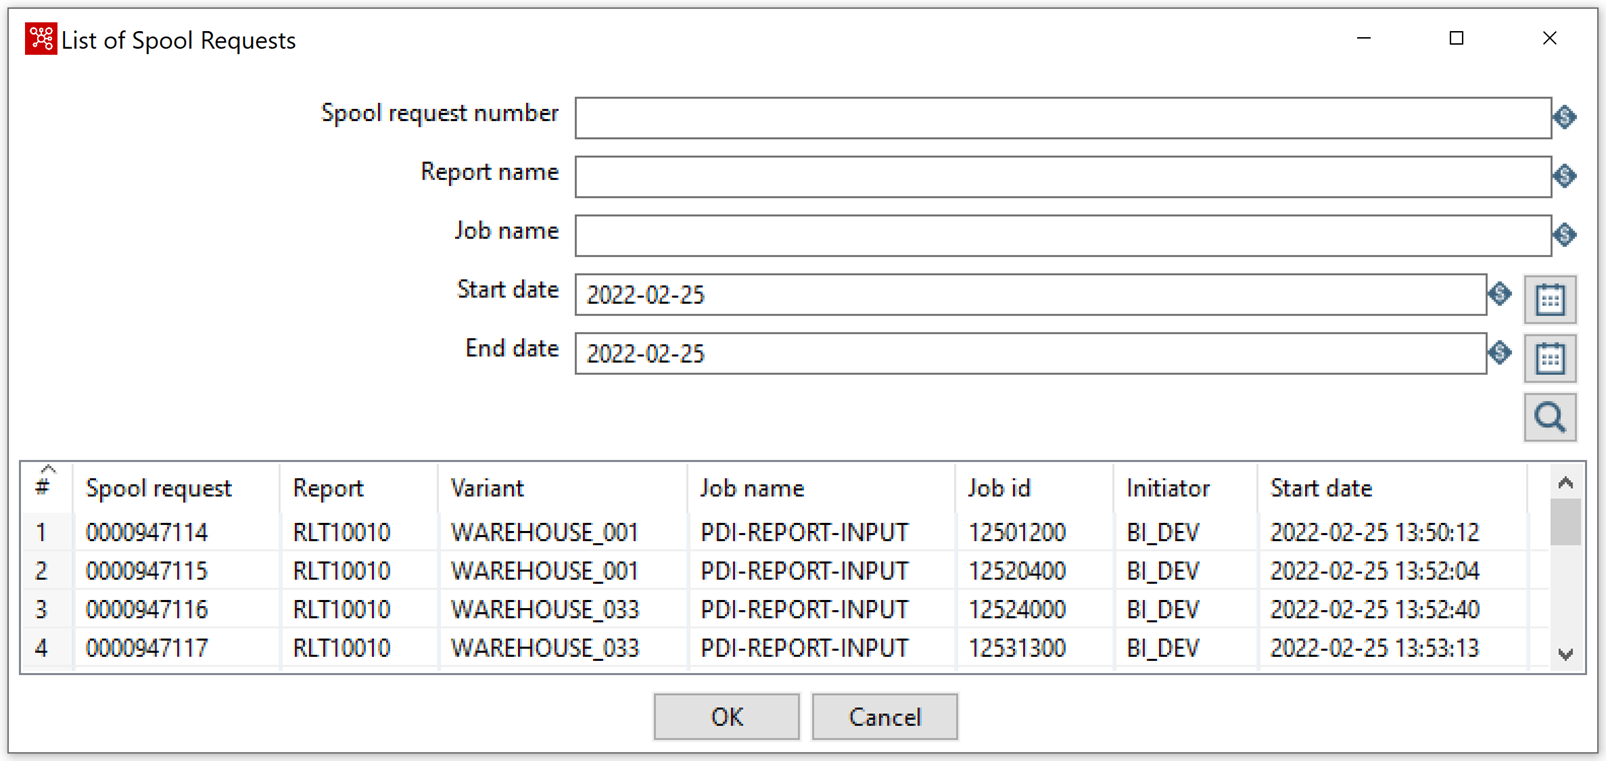 List of Spool Requests
Spool request number
Report name
Job name
Start date 2022-02-25
End date 2022-02-25
# Spool request Report Variant Job name Job id Initiator Start date
1 0000947114 RLT10010 WAREHOUSE_001 PDI-REPORT-INPUT 12501200 BI_DEV 2022-02-25 13:50:12
2 0000947115 RLT10010 WAREHOUSE_001 PDI-REPORT-INPUT 12520400 BI_DEV 2022-02-25 13:52:04
3 0000947116 RLT10010 WAREHOUSE_033 PDI-REPORT-INPUT 12524000 BI_DEV 2022-02-25 13:52:40
4 0000947117 RLT10010 WAREHOUSE_033 PDI-REPORT-INPUT 12531300 BI_DEV 2022-02-25 13:53:13
OK Cancel